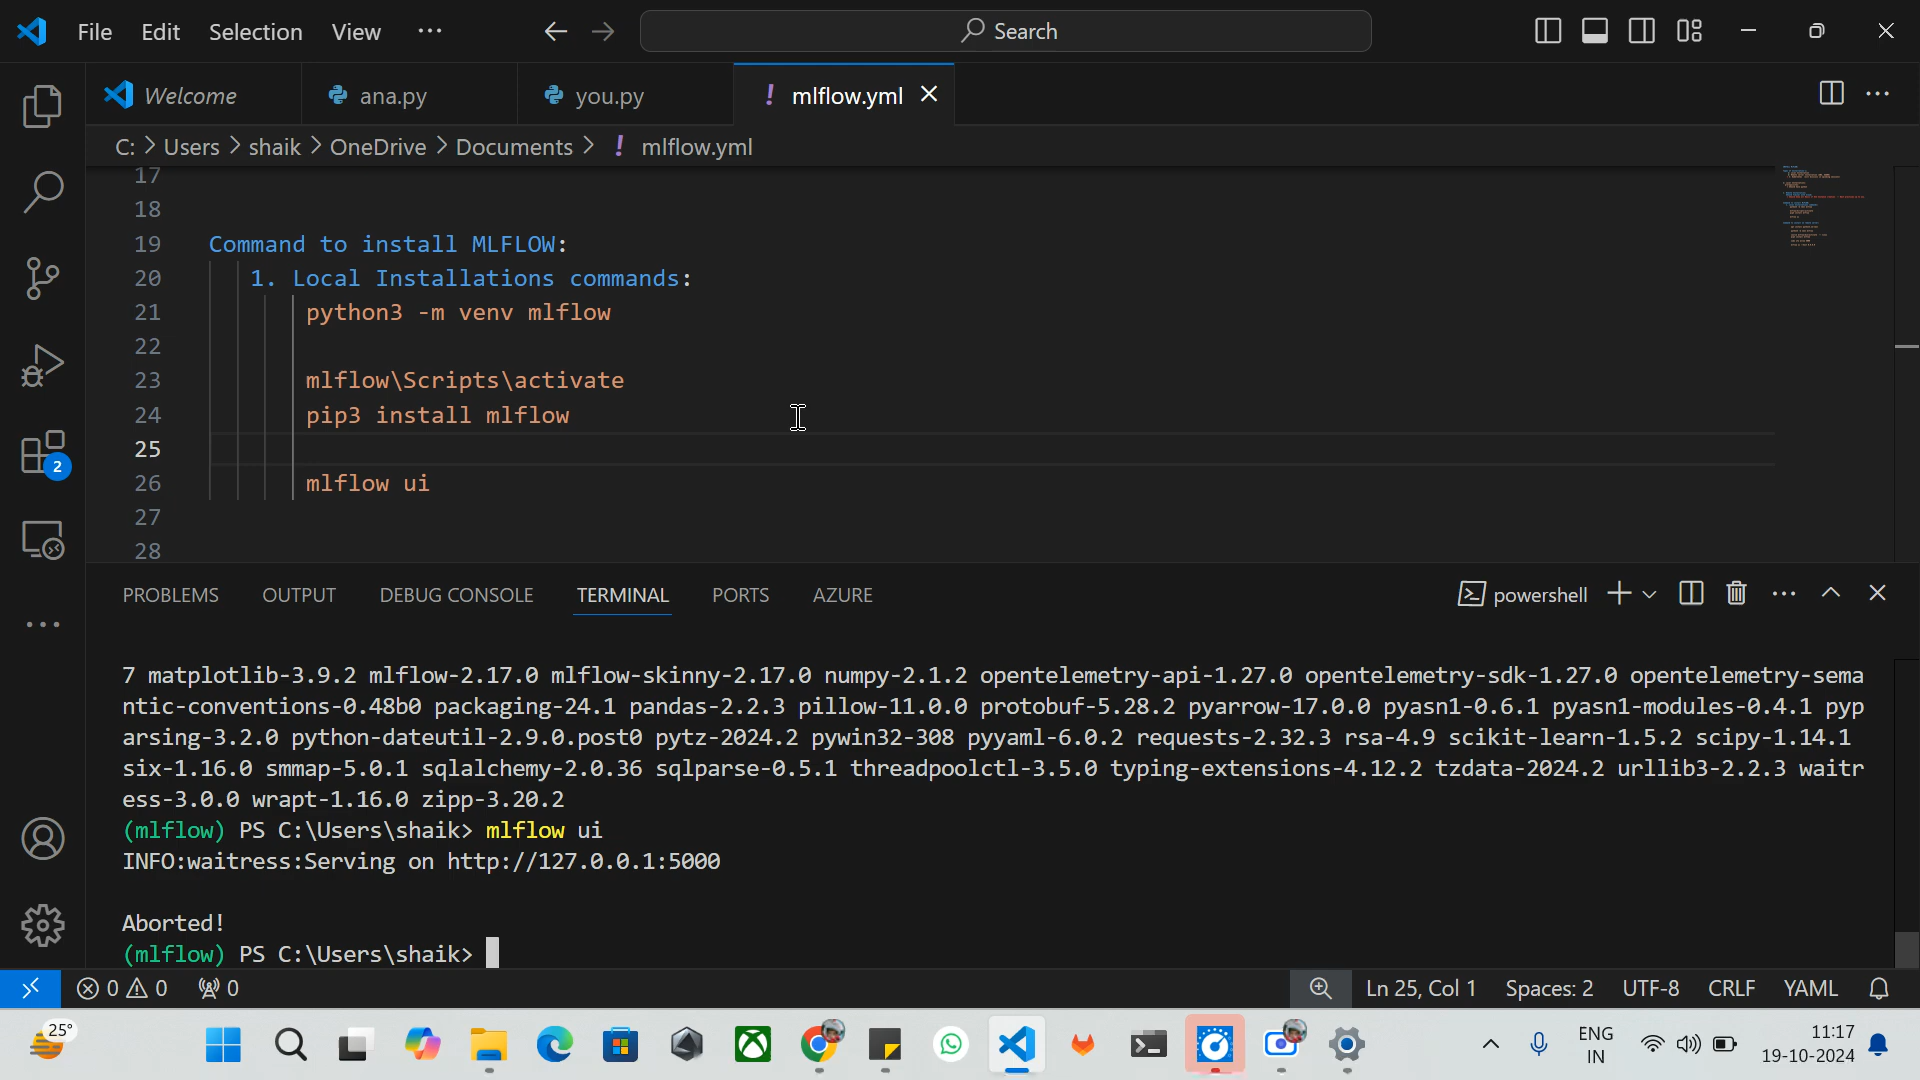 File Edit Selection View ··· Search
Welcome ana.py you.py ! mlflow.yml
C: > Users > shaik > OneDrive > Documents > ! mlflow.yml
17
18
19 Command to install MLFLOW:
20 1. Local Installations commands:
21 python3 -m venv mlflow
22
23 mlflow\Scripts\activate
24 pip3 install mlflow
25
26 mlflow ui
27
28
2
PROBLEMS OUTPUT DEBUG CONSOLE TERMINAL PORTS AZURE powershell
7 matplotlib-3.9.2 mlflow-2.17.0 mlflow-skinny-2.17.0 numpy-2.1.2 opentelemetry-api-1.27.0 opentelemetry-sdk-1.27.0 opentelemetry-sema
ntic-conventions-0.48b0 packaging-24.1 pandas-2.2.3 pillow-11.0.0 protobuf-5.28.2 pyarrow-17.0.0 pyasn1-0.6.1 pyasn1-modules-0.4.1 pyp
arsing-3.2.0 python-dateutil-2.9.0.post0 pytz-2024.2 pywin32-308 pyyaml-6.0.2 requests-2.32.3 rsa-4.9 scikit-learn-1.5.2 scipy-1.14.1
six-1.16.0 smmap-5.0.1 sqlalchemy-2.0.36 sqlparse-0.5.1 threadpoolctl-3.5.0 typing-extensions-4.12.2 tzdata-2024.2 urllib3-2.2.3 waitr
ess-3.0.0 wrapt-1.16.0 zipp-3.20.2
(mlflow) PS C:\Users\shaik> mlflow ui
INFO:waitress:Serving on http://127.0.0.1:5000
Aborted!
(mlflow) PS C:\Users\shaik>
0 0 0 Ln 25, Col 1 Spaces: 2 UTF-8 CRLF YAML
25° ENG 11:17
IN 19-10-2024